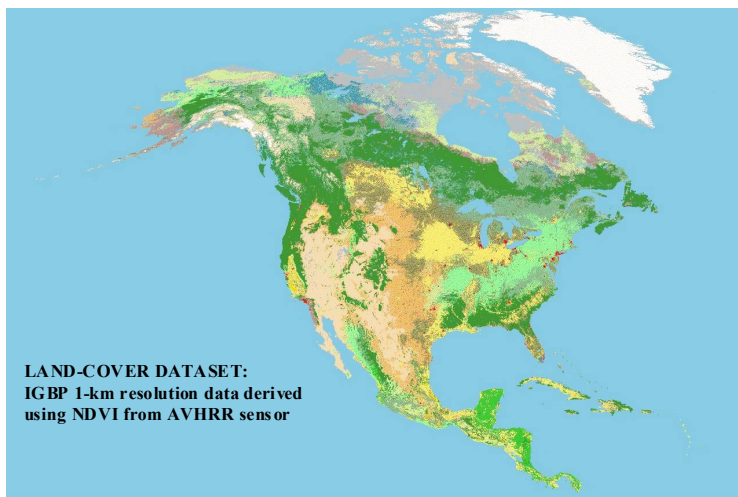 LAND-COVER DATASET:
IGBP 1-km resolution data derived
using NDVI from AVHRR sensor